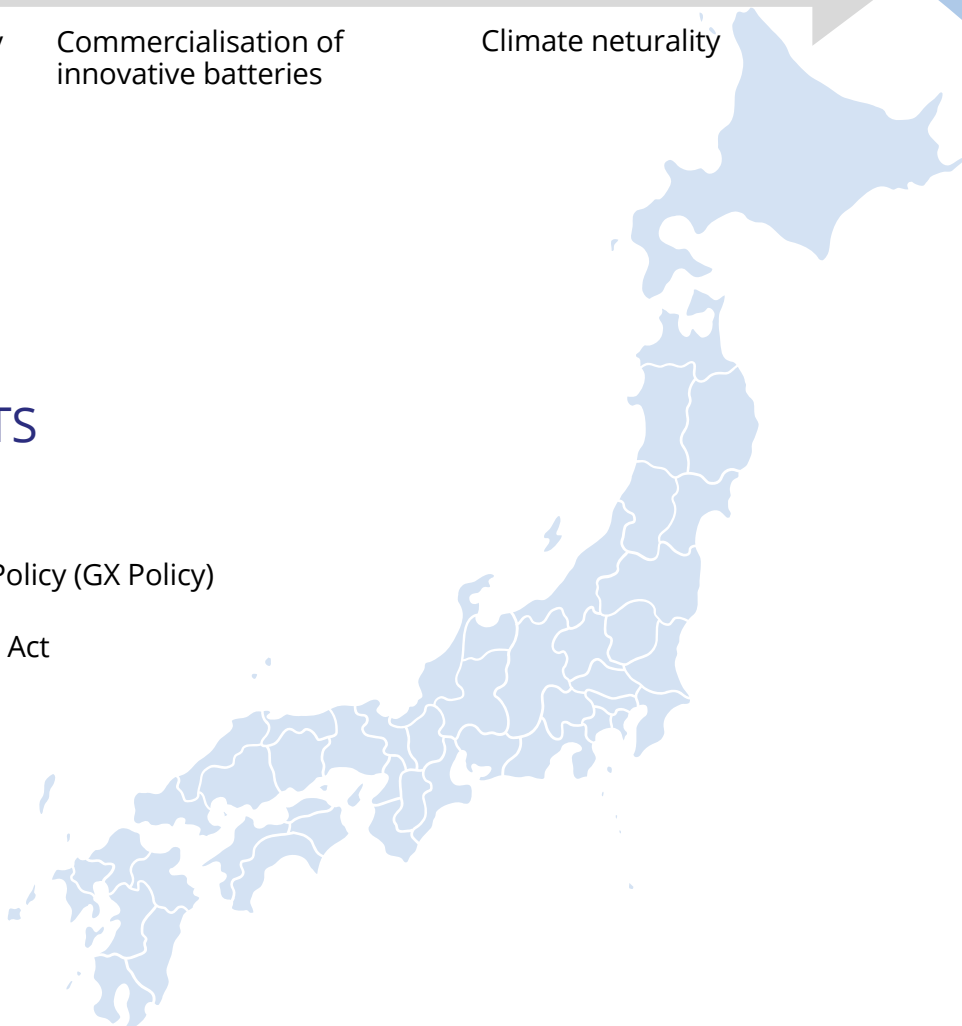 y Commercialisation of
innovative batteries
Climate neturality
TS
Policy (GX Policy)
Act